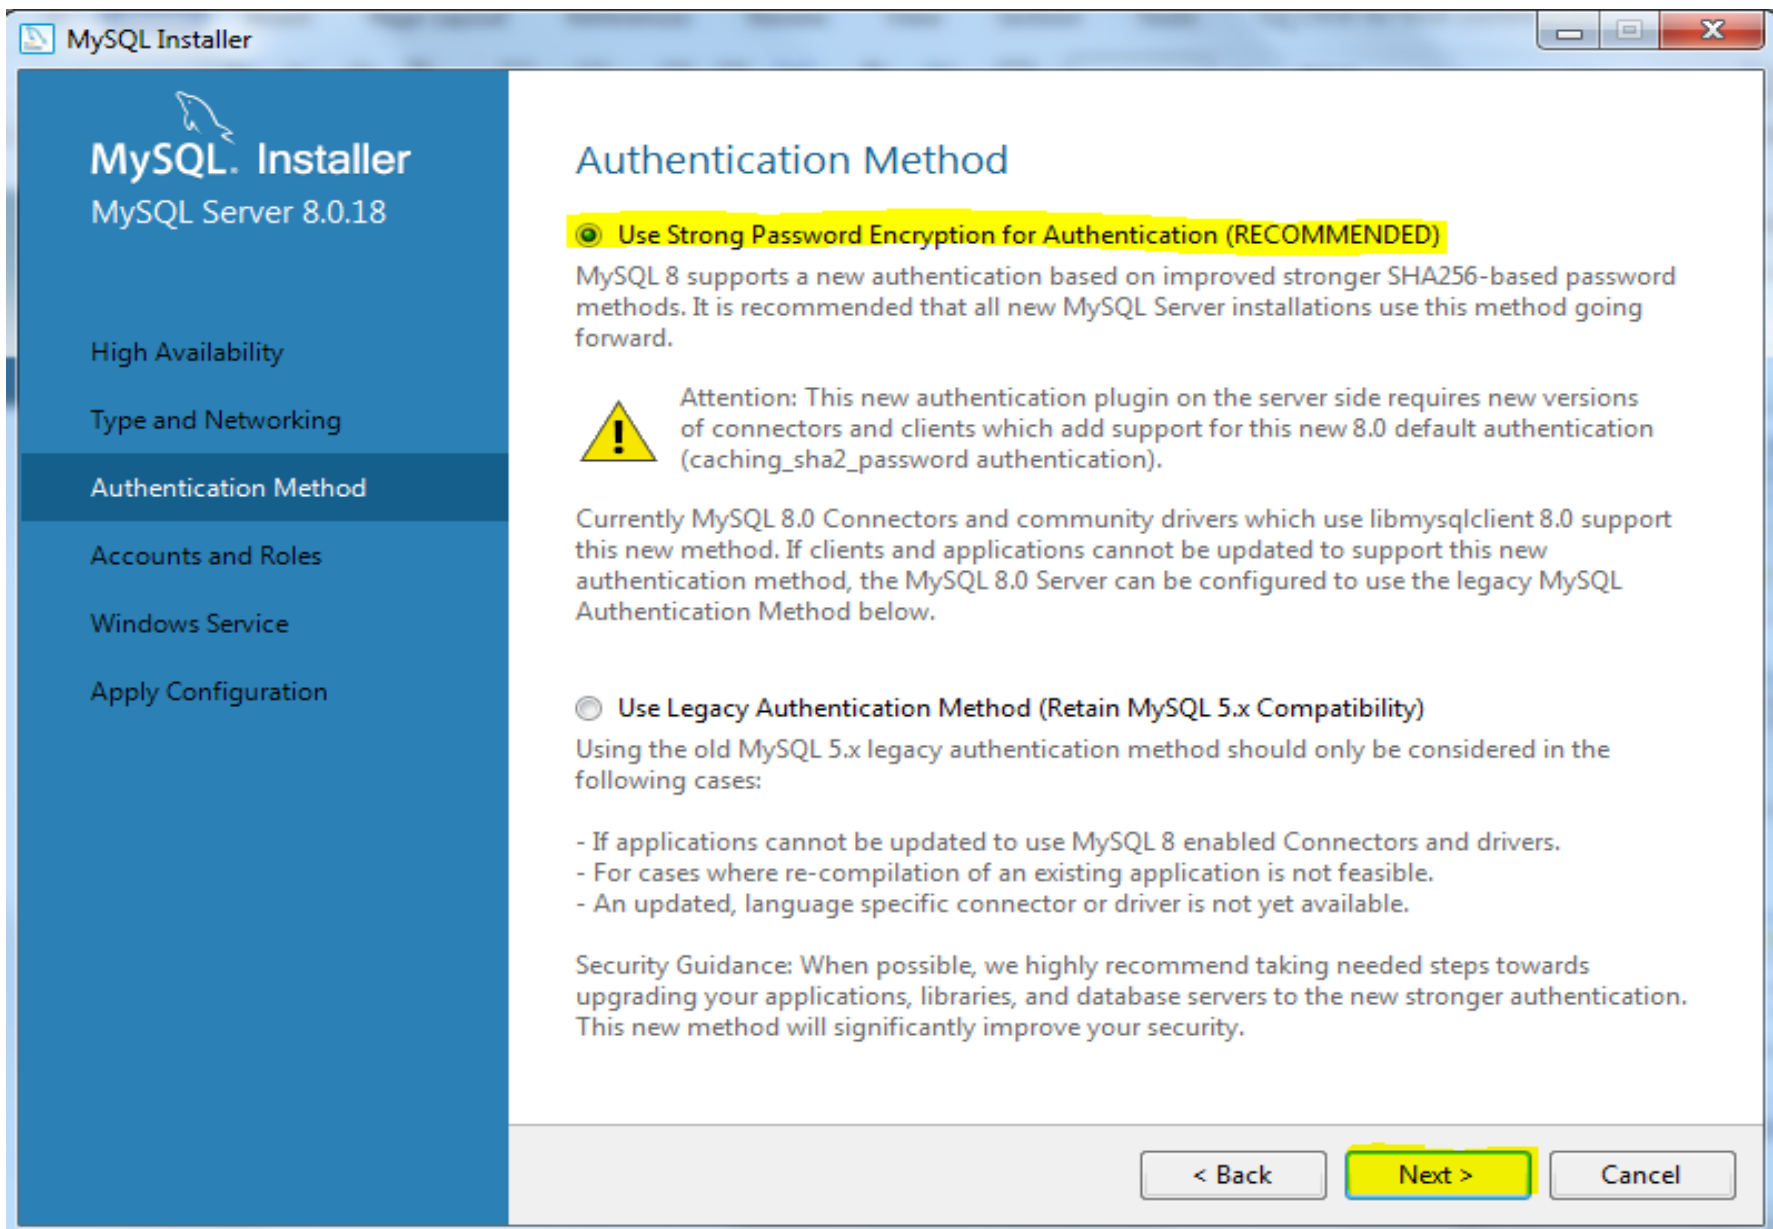 MySQL Installer
MySQL. Installer
MySQL Server 8.0.18
High Availability
Type and Networking
Authentication Method
Accounts and Roles
Windows Service
Apply Configuration
Authentication Method
Use Strong Password Encryption for Authentication (RECOMMENDED)
MySQL 8 supports a new authentication based on improved stronger SHA256-based password
methods. It is recommended that all new MySQL Server installations use this method going
forward.
Attention: This new authentication plugin on the server side requires new versions
of connectors and clients which add support for this new 8.0 default authentication
(caching_sha2_password authentication).
Currently MySQL 8.0 Connectors and community drivers which use libmysqlclient 8.0 support
this new method. If clients and applications cannot be updated to support this new
authentication method, the MySQL 8.0 Server can be configured to use the legacy MySQL
Authentication Method below.
Use Legacy Authentication Method (Retain MySQL 5.x Compatibility)
Using the old MySQL 5.x legacy authentication method should only be considered in the
following cases:
- If applications cannot be updated to use MySQL 8 enabled Connectors and drivers.
- For cases where re-compilation of an existing application is not feasible.
- An updated, language specific connector or driver is not yet available.
Security Guidance: When possible, we highly recommend taking needed steps towards
upgrading your applications, libraries, and database servers to the new stronger authentication.
This new method will significantly improve your security.
< Back
Next >
Cancel